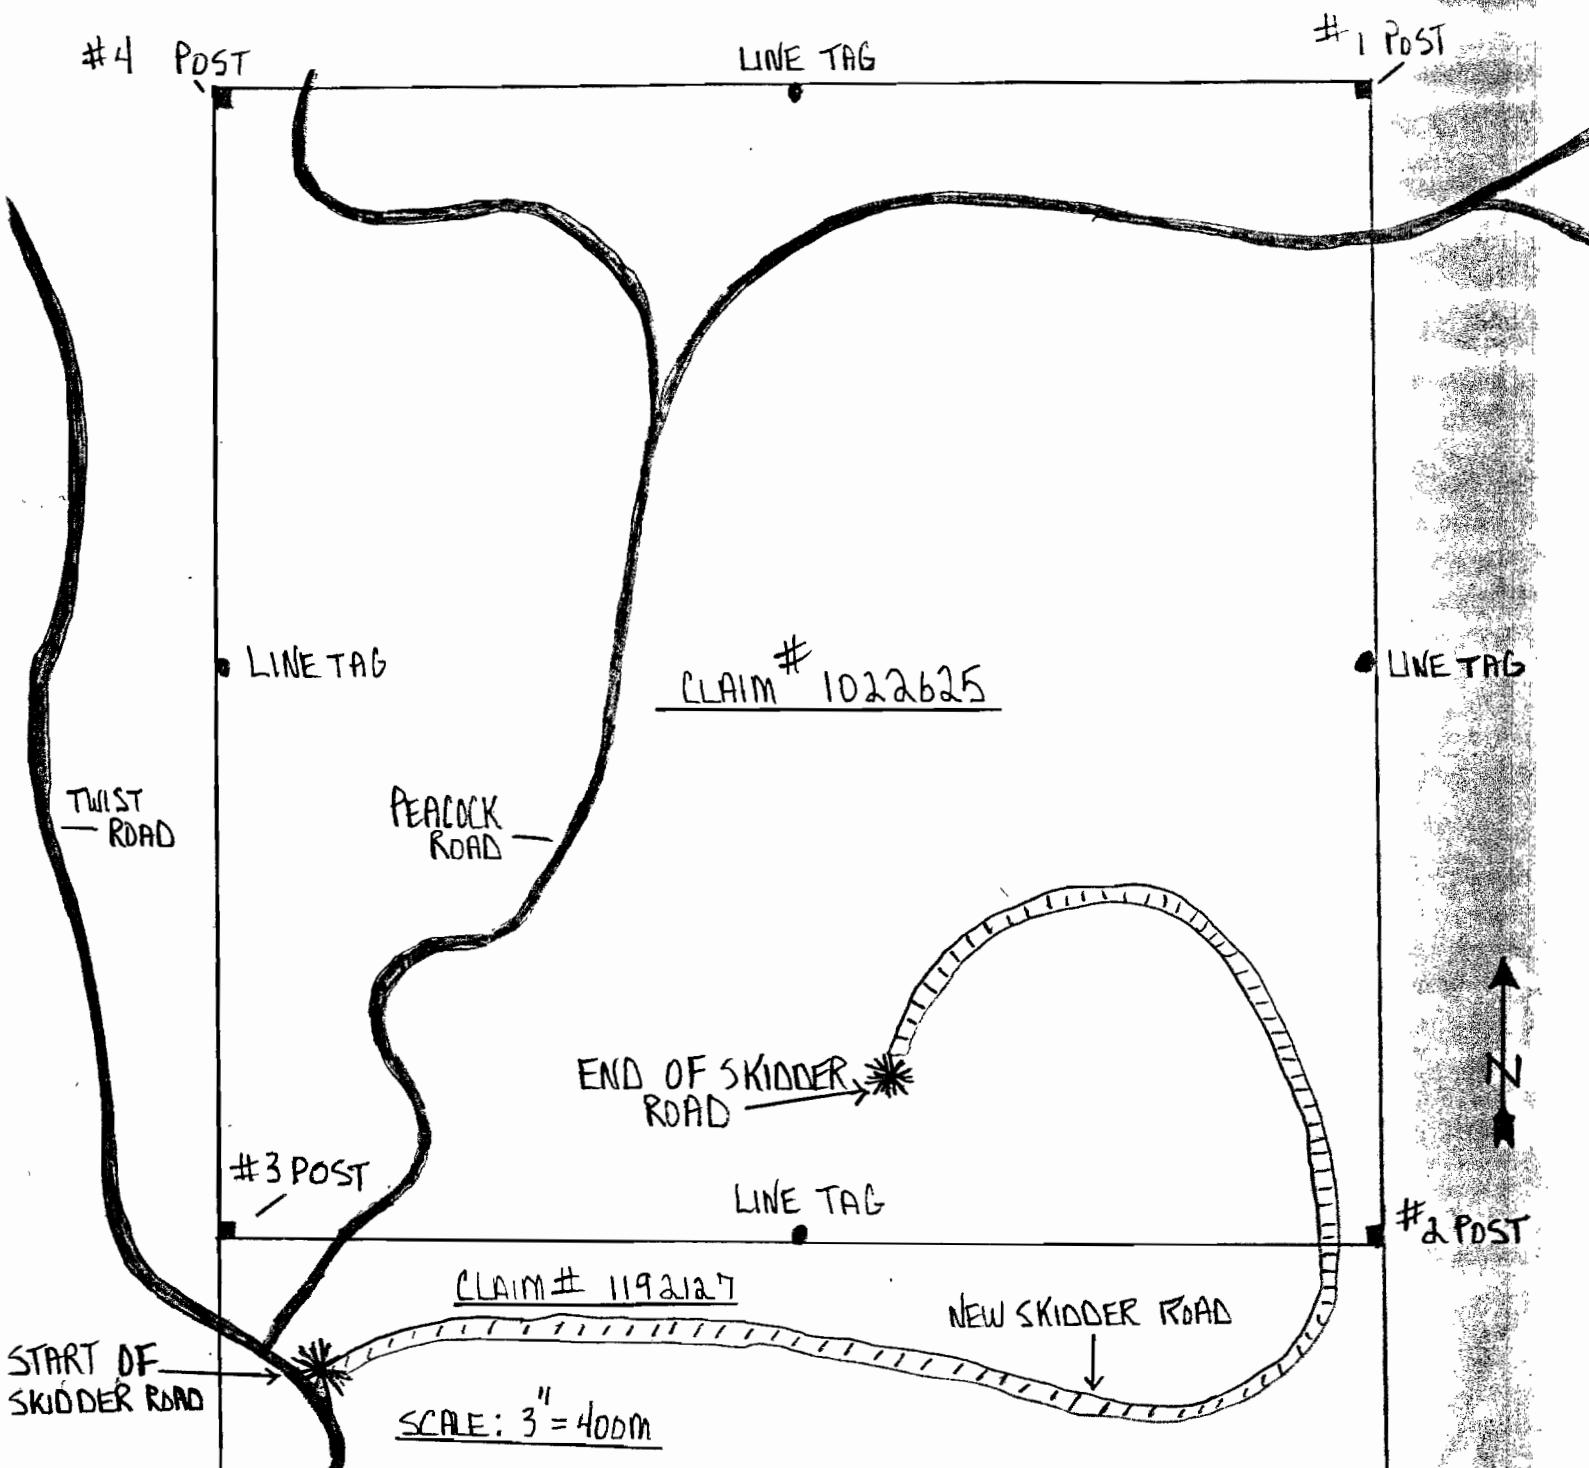 #4 POST
LINE TAG
#1 POST
LINE TAG
CLAIM # 1022625
LINE TAG
TWIST
ROAD
PEACOCK
ROAD
END OF SKIDDER
ROAD
N
#3 POST
LINE TAG
#2 POST
CLAIM# 1192127
NEW SKIDDER ROAD
START OF
SKIDDER ROAD
SCALE: 3" = 400M